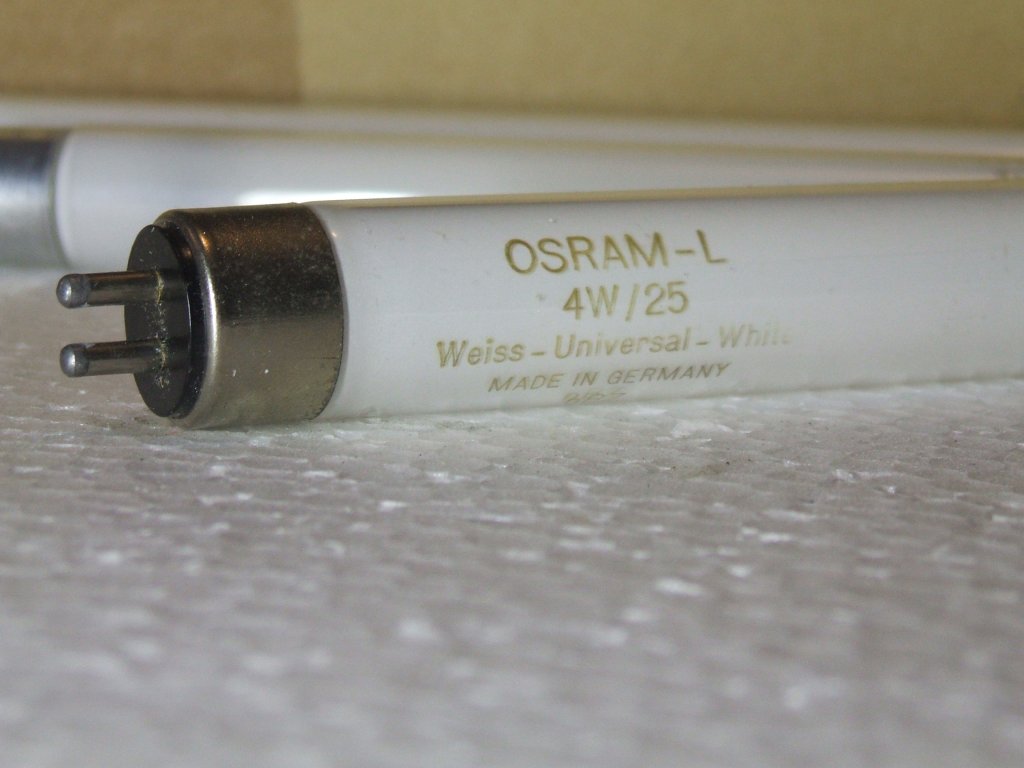 OSRAM-L
4W/25
Weiss - Universal - White
MADE IN GERMANY